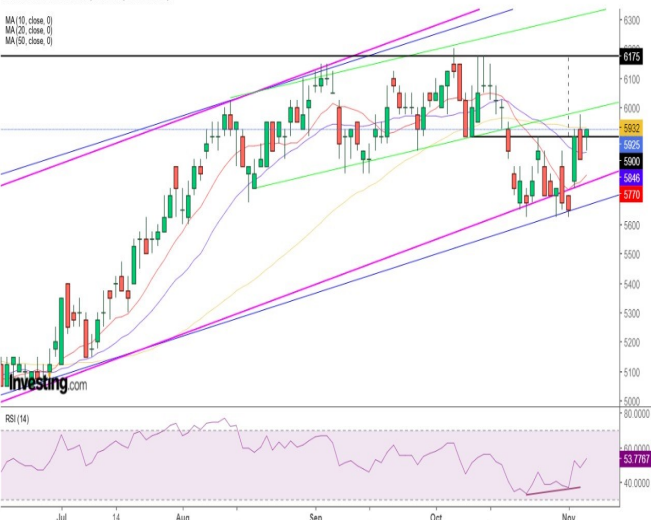 MA (10, close, 0)
MA (20, close, 0)
MA (50, close, 0)
6300
6175
6100
6000
5932
5925
5900
5846
5770
5600
5500
5400
5300
5200
5100
5000
Investing.com
RSI (14)
80.0000
60.0000
53.7767
40.0000
Jul
14
Aug
Sep
Oct
Nov